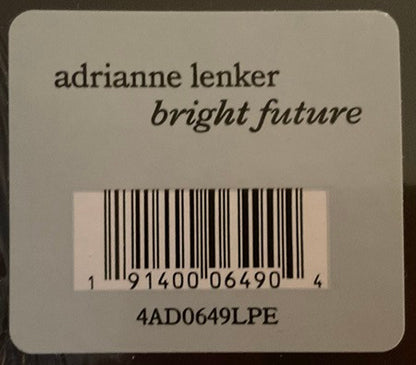 adrianne lenker
bright future
1 91400 06490 4
4AD0649LPE